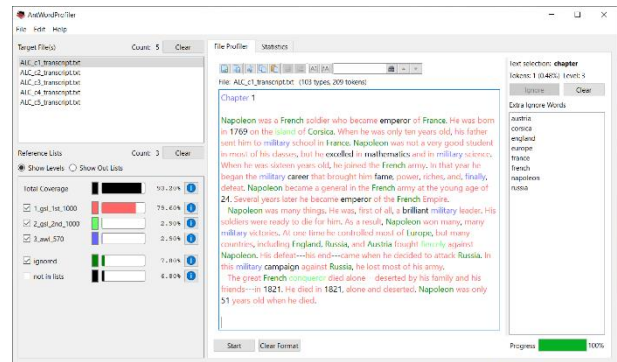 AntWordProfiler
File Edit Help
Target File(s) Count: 5 Clear
ALC_c1_transcript.txt
ALC_c2_transcript.txt
ALC_c3_transcript.txt
ALC_c4_transcript.txt
ALC_c5_transcript.txt
Reference Lists Count: 3 Clear
Show Levels Show Out Lists
Total Coverage 93.20%
1_gsl_1st_1000 79.60%
2_gsl_2nd_1000 2.90%
3_awl_570 2.90%
ignored 7.80%
not in lists 6.80%
File Profiler Statistics
File: ALC_c1_transcript.txt (103 types, 209 tokens)
Chapter 1
Napoleon was a French soldier who became emperor of France. He was born
in 1769 on the island of Corsica. When he was only ten years old, his father
sent him to military school in France. Napoleon was not a very good student
in most of his classes, but he excelled in mathematics and in military science.
When he was sixteen years old, he joined the French army. In that year he
began the military career that brought him fame, power, riches, and, finally,
defeat. Napoleon became a general in the French army at the young age of
24. Several years later he became emperor of the French Empire.
Napoleon was many things. He was, first of all, a brilliant military leader. His
soldiers were ready to die for him. As a result, Napoleon won many, many
military victories. At one time he controlled most of Europe, but many
countries, including England, Russia, and Austria fought fiercely against
Napoleon. His defeat---his end---came when he decided to attack Russia. In
this military campaign against Russia, he lost most of his army.
The great French conqueror died alone---deserted by his family and his
friends---in 1821. He died in 1821, alone and deserted. Napoleon was only
51 years old when he died.
Start Clear Format
Text selection: chapter
Tokens: 1 (0.48%) Level: 3
Ignore Clear
Extra Ignore Words
austria
corsica
england
europe
france
french
napoleon
russia
Progress 100%